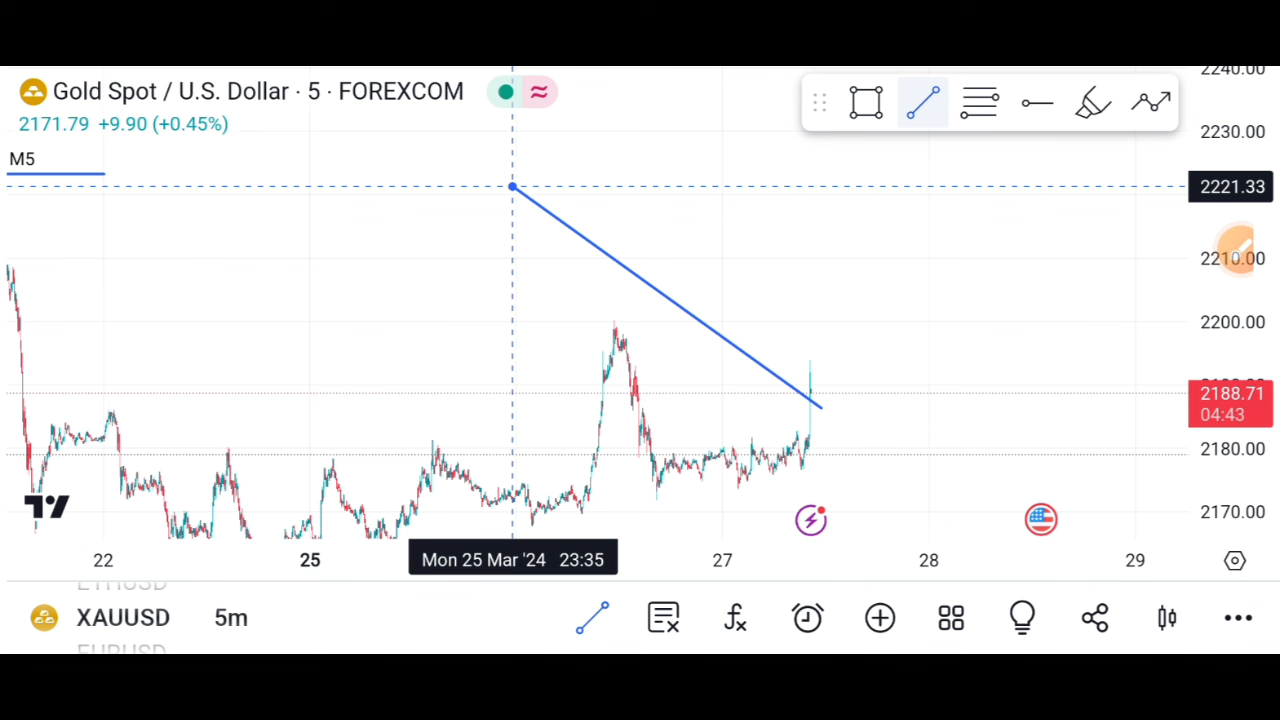 2240.00
Gold Spot / U.S. Dollar · 5 · FOREXCOM
2171.79 +9.90 (+0.45%)
2230.00
M5
2221.33
2210.00
2200.00
2188.71
04:43
2180.00
2170.00
22 25 Mon 25 Mar '24 23:35 27 28 29
ETHUSD
XAUUSD 5m
EURUSD